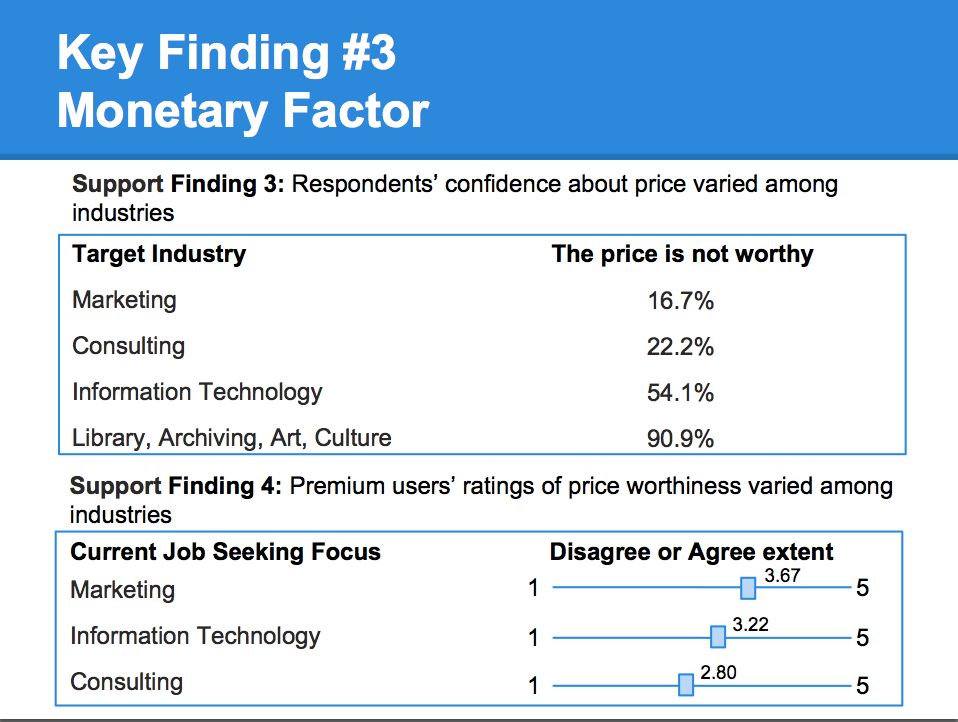 Key Finding #3
Monetary Factor
Support Finding 3: Respondents’ confidence about price varied among
industries
Target Industry The price is not worthy
Marketing 16.7%
Consulting 22.2%
Information Technology 54.1%
Library, Archiving, Art, Culture 90.9%
Support Finding 4: Premium users’ ratings of price worthiness varied among
industries
Current Job Seeking Focus Disagree or Agree extent
Marketing 1 3.67 5
Information Technology 1 3.22 5
Consulting 1 2.80 5